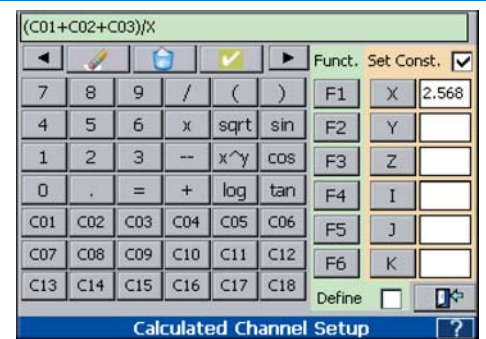 (C01+C02+C03)/X
Funct. Set Const.
7 8 9 / ( ) F1 X 2.568
4 5 6 x sqrt sin F2 Y
1 2 3 -- x^y cos F3 Z
0 . = + log tan F4 I
C01 C02 C03 C04 C05 C06 F5 J
C07 C08 C09 C10 C11 C12 F6 K
C13 C14 C15 C16 C17 C18 Define
Calculated Channel Setup ?